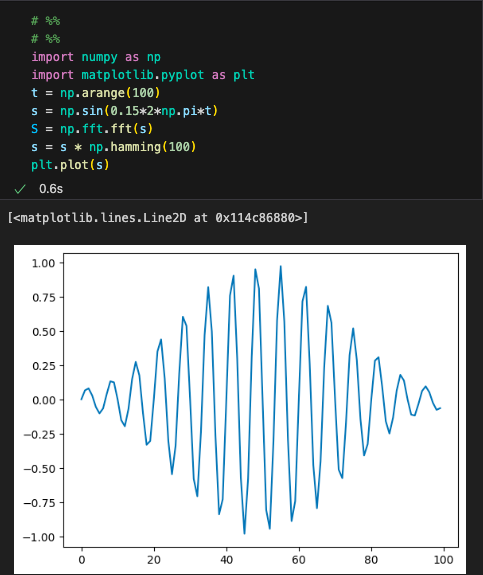 # %%
# %%
import numpy as np
import matplotlib.pyplot as plt
t = np.arange(100)
s = np.sin(0.15*2*np.pi*t)
S = np.fft.fft(s)
s = s * np.hamming(100)
plt.plot(s)
✓ 0.6s
[<matplotlib.lines.Line2D at 0x114c86880>]
1.00
0.75
0.50
0.25
0.00
−0.25
−0.50
−0.75
−1.00
0 20 40 60 80 100